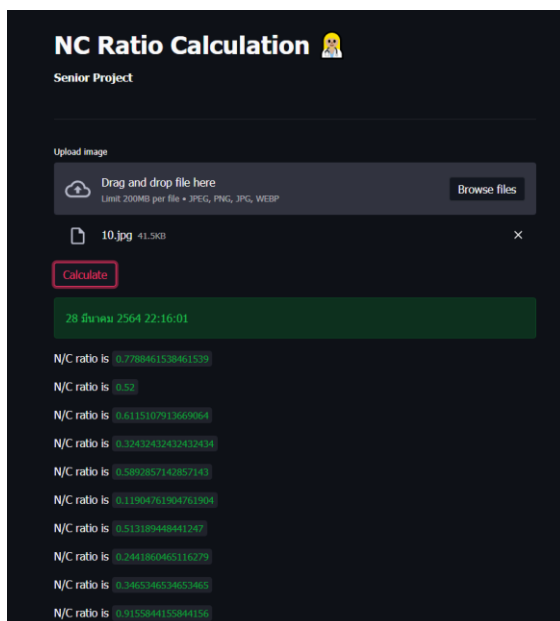 NC Ratio Calculation 👩‍⚕️
Senior Project
Upload image
Drag and drop file here
Limit 200MB per file • JPEG, PNG, JPG, WEBP
Browse files
10.jpg 41.5KB
Calculate
28 มีนาคม 2564 22:16:01
N/C ratio is 0.7788461538461539
N/C ratio is 0.52
N/C ratio is 0.6115107913669064
N/C ratio is 0.32432432432432434
N/C ratio is 0.5892857142857143
N/C ratio is 0.11904761904761904
N/C ratio is 0.513189448441247
N/C ratio is 0.2441860465116279
N/C ratio is 0.3465346534653465
N/C ratio is 0.9155844155844156